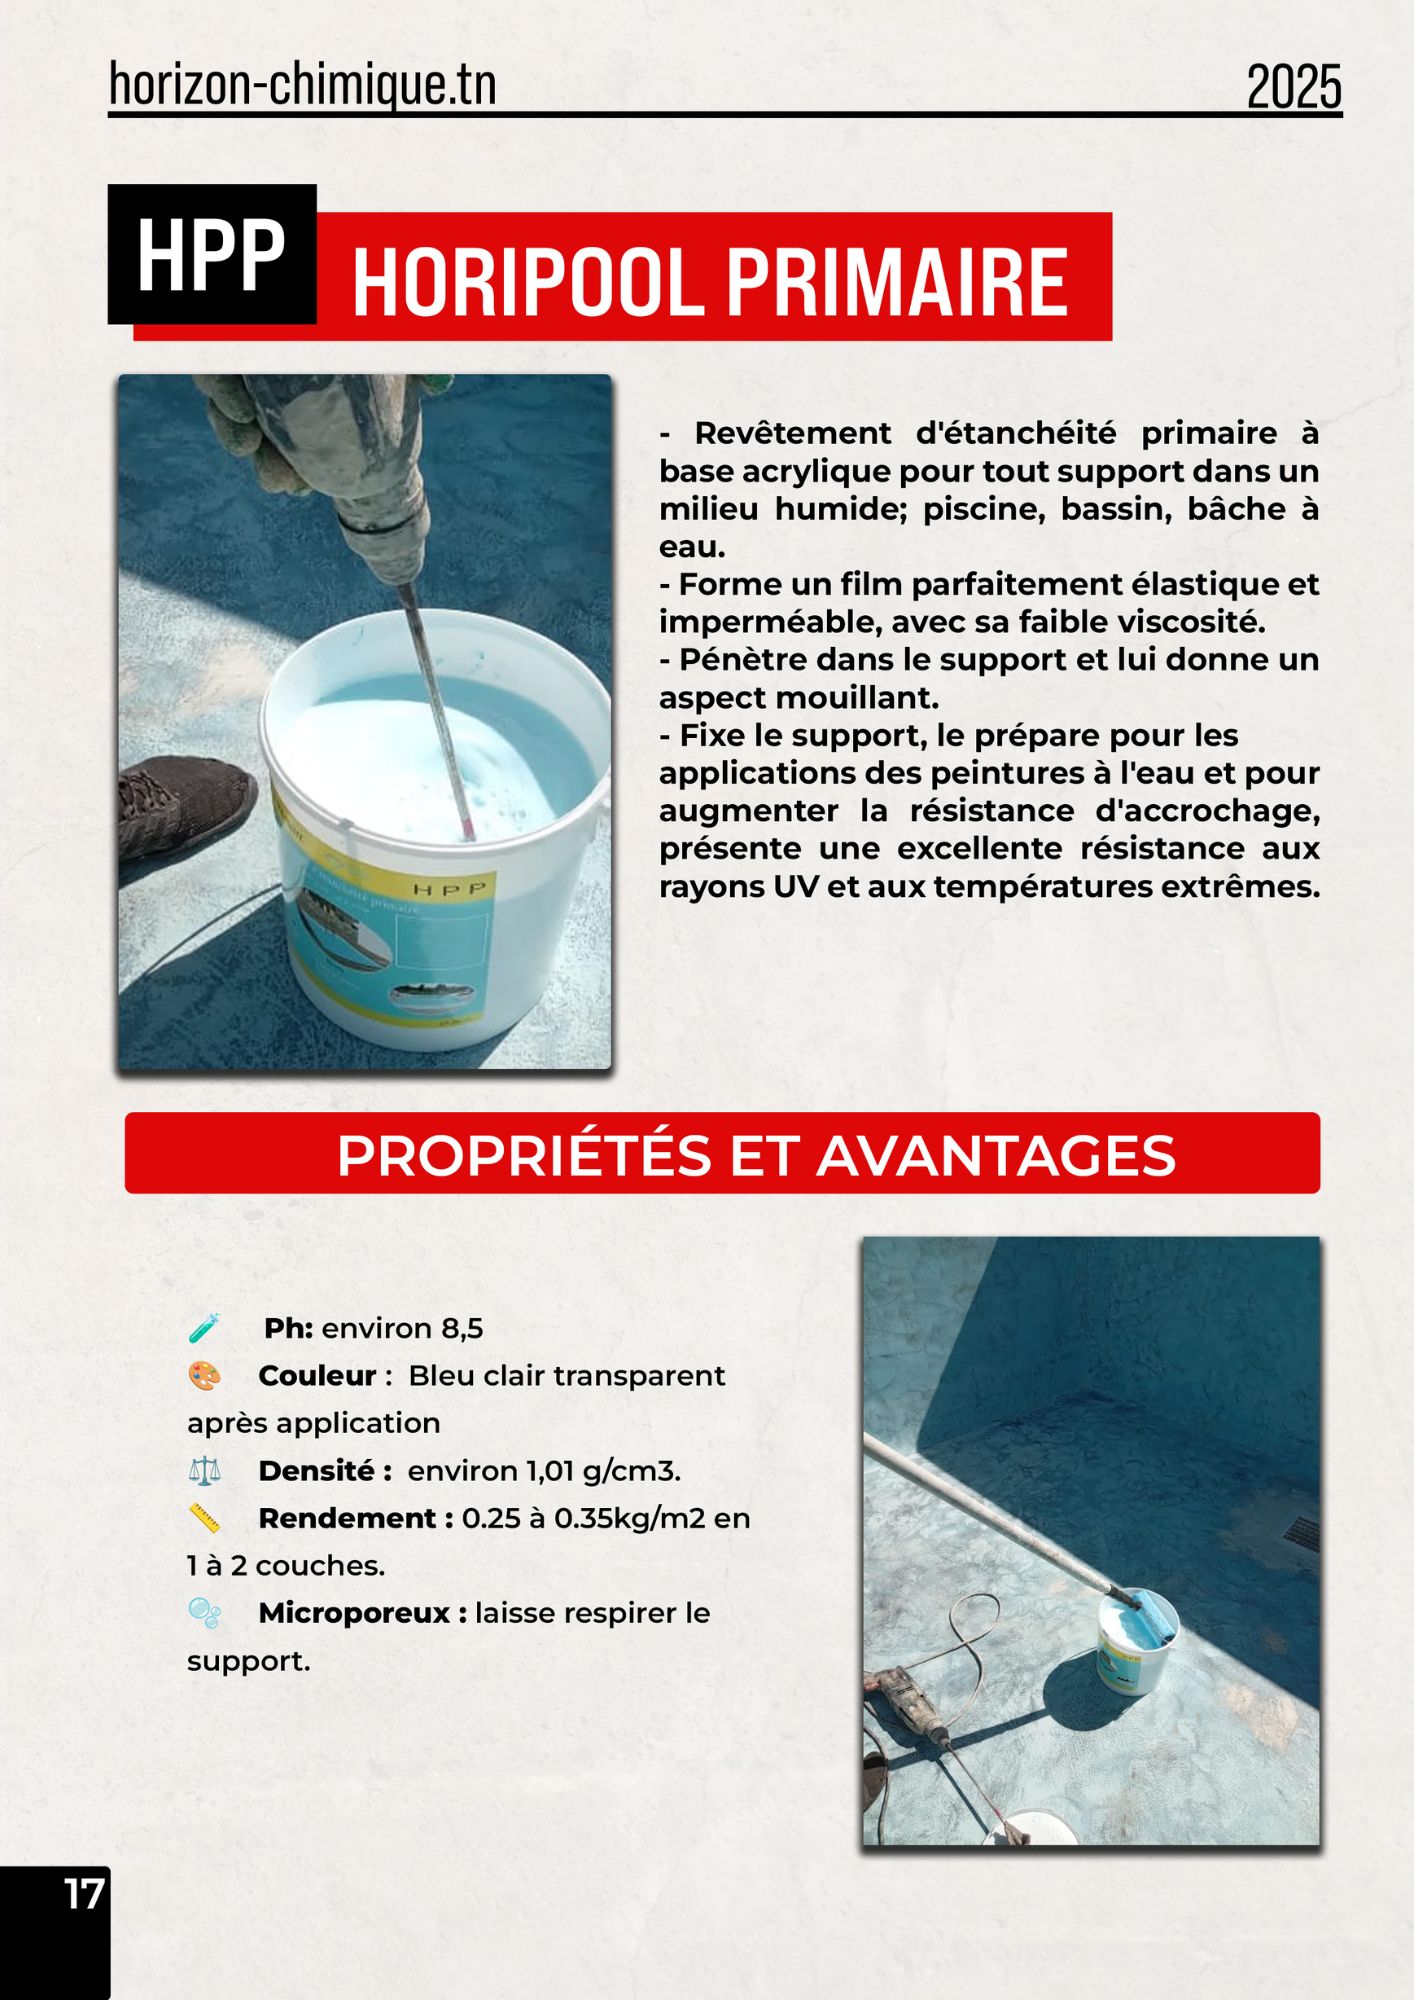 horizon-chimique.tn
2025
HPP
HORIPOOL PRIMAIRE
- Revêtement d'étanchéité primaire à
base acrylique pour tout support dans un
milieu humide; piscine, bassin, bâche à
eau.
- Forme un film parfaitement élastique et
imperméable, avec sa faible viscosité.
- Pénètre dans le support et lui donne un
aspect mouillant.
- Fixe le support, le prépare pour les
applications des peintures à l'eau et pour
augmenter la résistance d'accrochage,
présente une excellente résistance aux
rayons UV et aux températures extrêmes.
HPP
d'étanchéité primaire
PROPRIÉTÉS ET AVANTAGES
Ph: environ 8,5
Couleur : Bleu clair transparent
après application
Densité : environ 1,01 g/cm3.
Rendement : 0.25 à 0.35kg/m2 en
1 à 2 couches.
Microporeux : laisse respirer le
support.
HPP
17